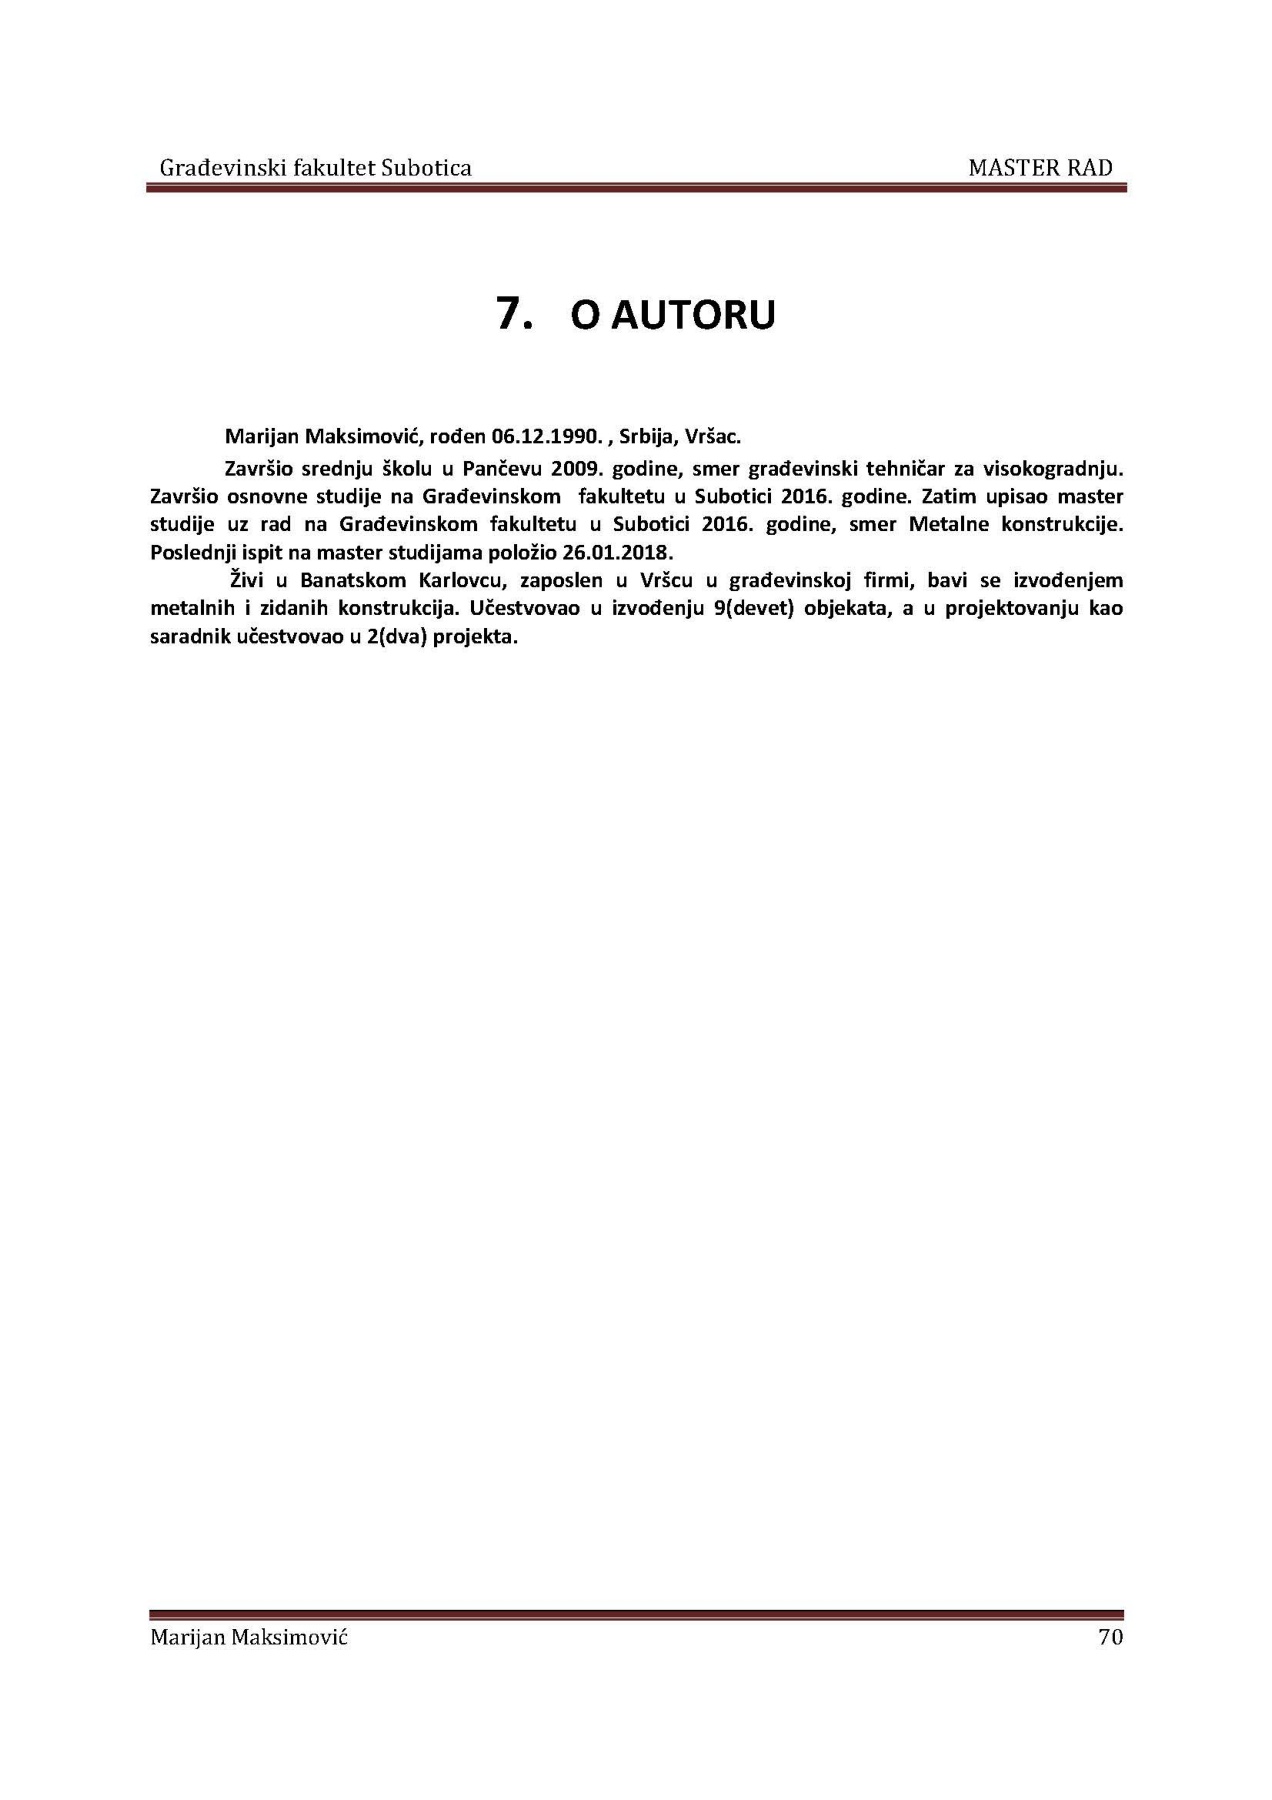 Građevinski fakultet Subotica MASTER RAD
7. O AUTORU
Marijan Maksimović, rođen 06.12.1990. , Srbija, Vršac.
Završio srednju školu u Pančevu 2009. godine, smer građevinski tehničar za visokogradnju.
Završio osnovne studije na Građevinskom fakultetu u Subotici 2016. godine. Zatim upisao master
studije uz rad na Građevinskom fakultetu u Subotici 2016. godine, smer Metalne konstrukcije.
Poslednji ispit na master studijama položio 26.01.2018.
Živi u Banatskom Karlovcu, zaposlen u Vršcu u građevinskoj firmi, bavi se izvođenjem
metalnih i zidanih konstrukcija. Učestvovao u izvođenju 9(devet) objekata, a u projektovanju kao
saradnik učestvovao u 2(dva) projekta.
Marijan Maksimović 70